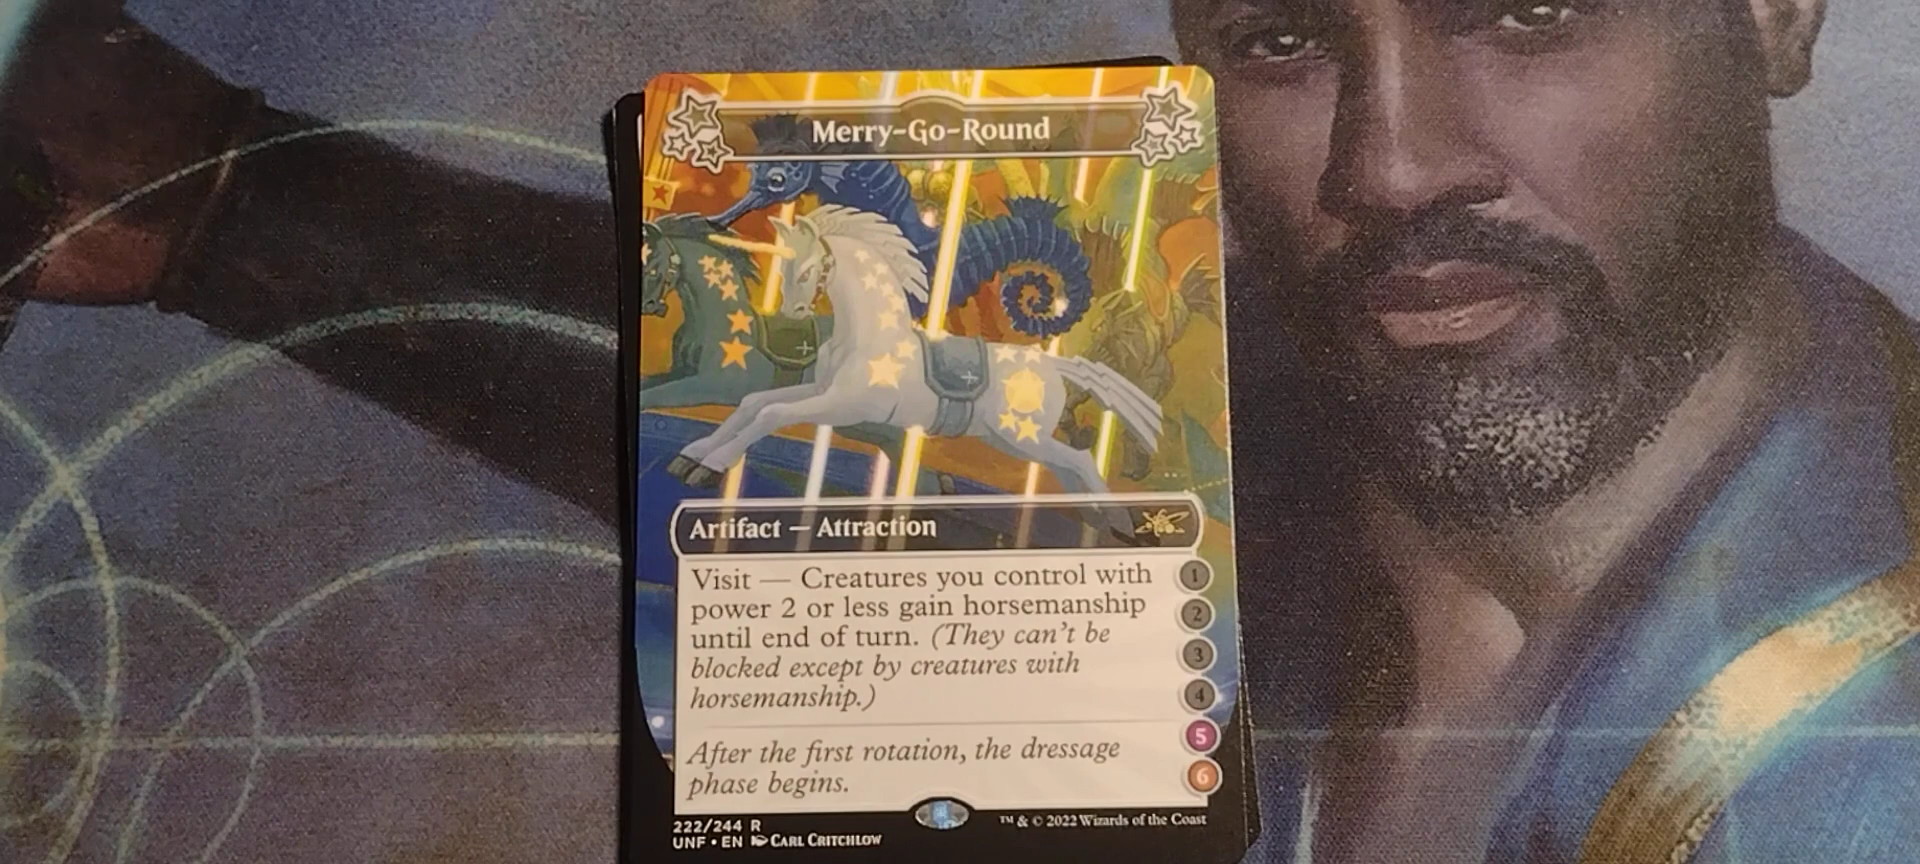 Merry-Go-Round
Artifact — Attraction
Visit — Creatures you control with
power 2 or less gain horsemanship
until end of turn. (They can't be
blocked except by creatures with
horsemanship.)
After the first rotation, the dressage
phase begins.
1
2
3
4
5
6
222/244 R
UNF • EN Carl Critchlow
™ & © 2022 Wizards of the Coast